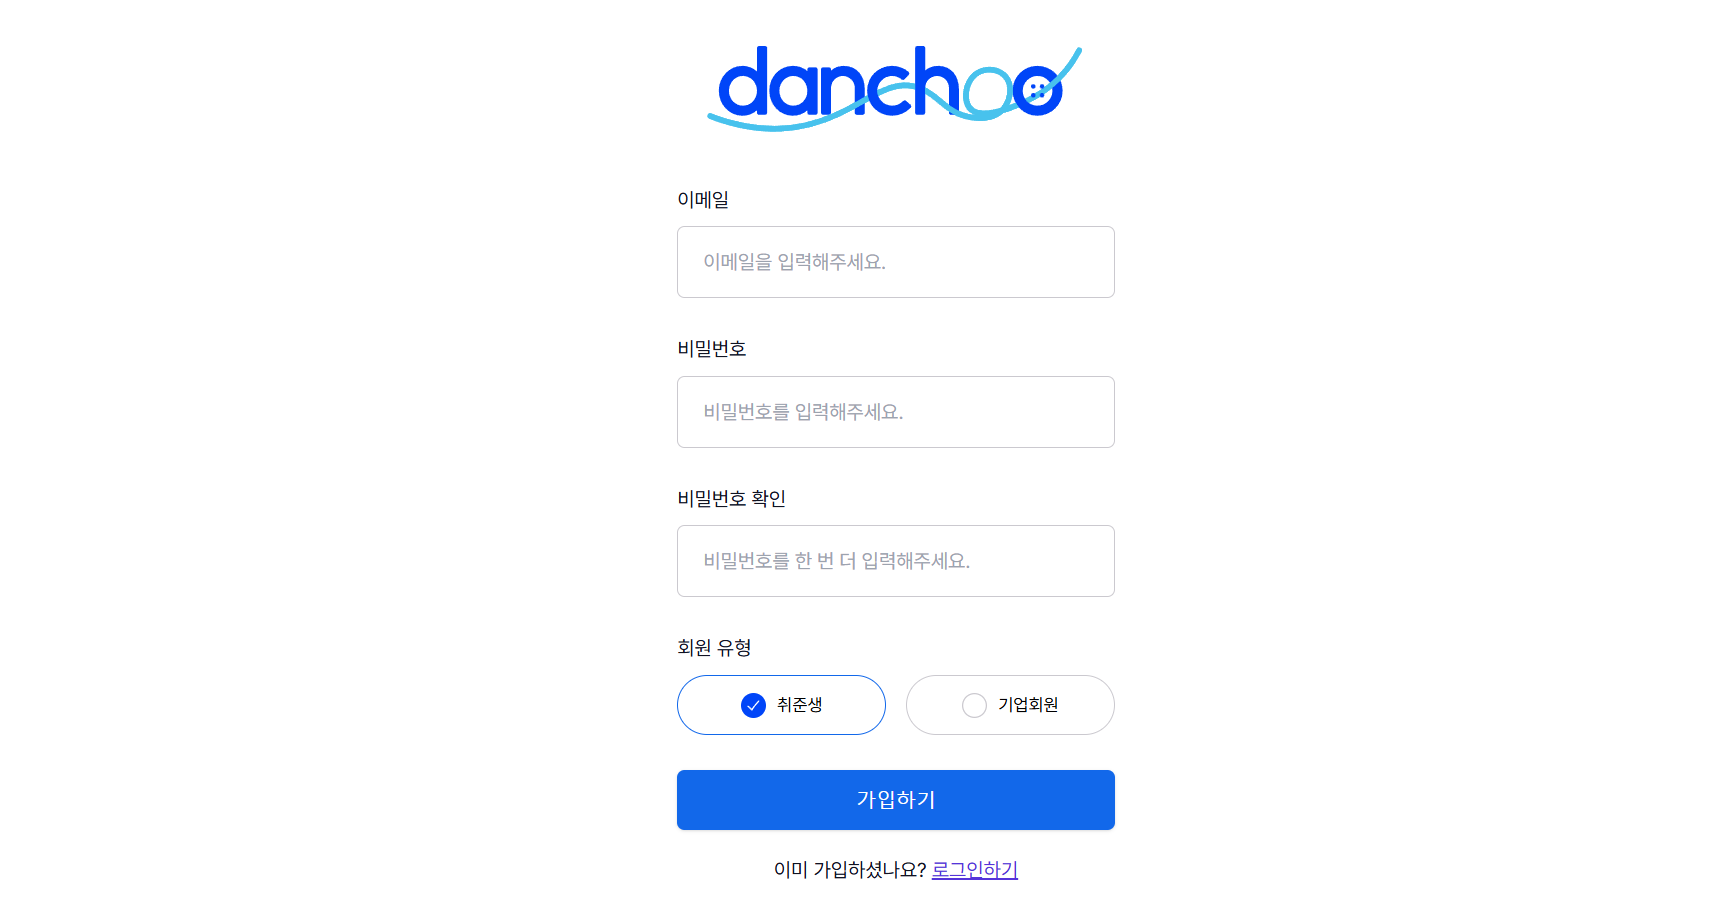 danchoo
이메일
이메일을 입력해주세요.
비밀번호
비밀번호를 입력해주세요.
비밀번호 확인
비밀번호를 한 번 더 입력해주세요.
회원 유형
취준생 기업회원
가입하기
이미 가입하셨나요? 로그인하기